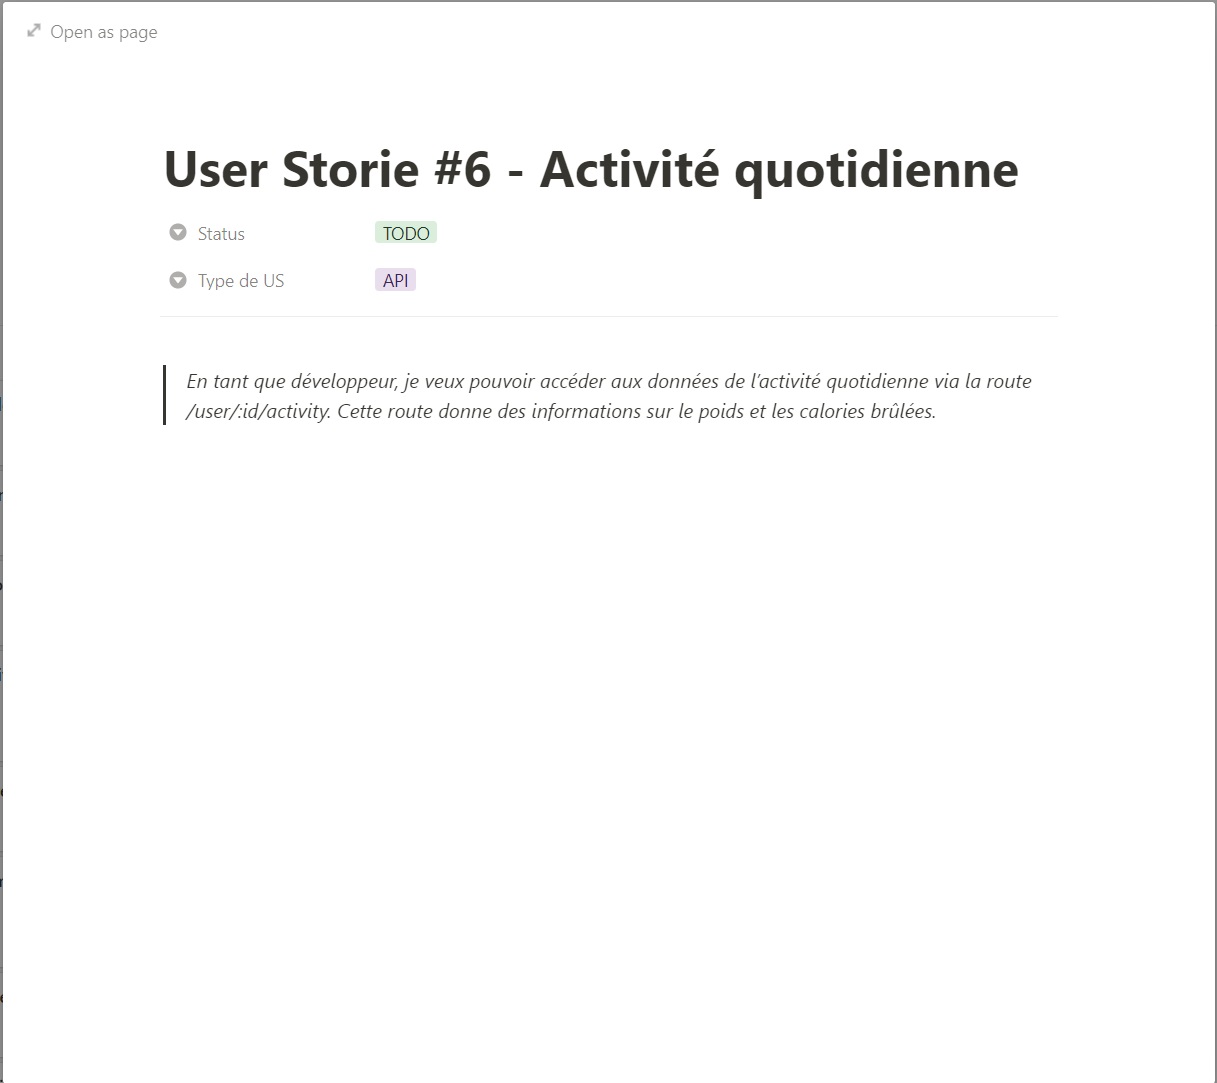 Open as page
User Storie #6 - Activité quotidienne
Status TODO
Type de US API
En tant que développeur, je veux pouvoir accéder aux données de l’activité quotidienne via la route
/user/:id/activity. Cette route donne des informations sur le poids et les calories brûlées.